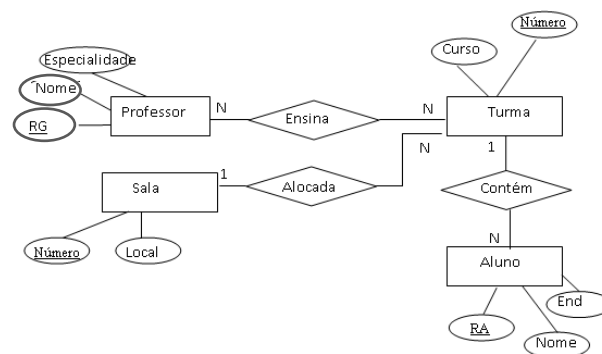 Número
Curso
Especialidade
Nome
Professor
N
Ensina
N
Turma
RG
N
1
1
Sala
Alocada
Contém
Número
Local
N
Aluno
End
RA
Nome